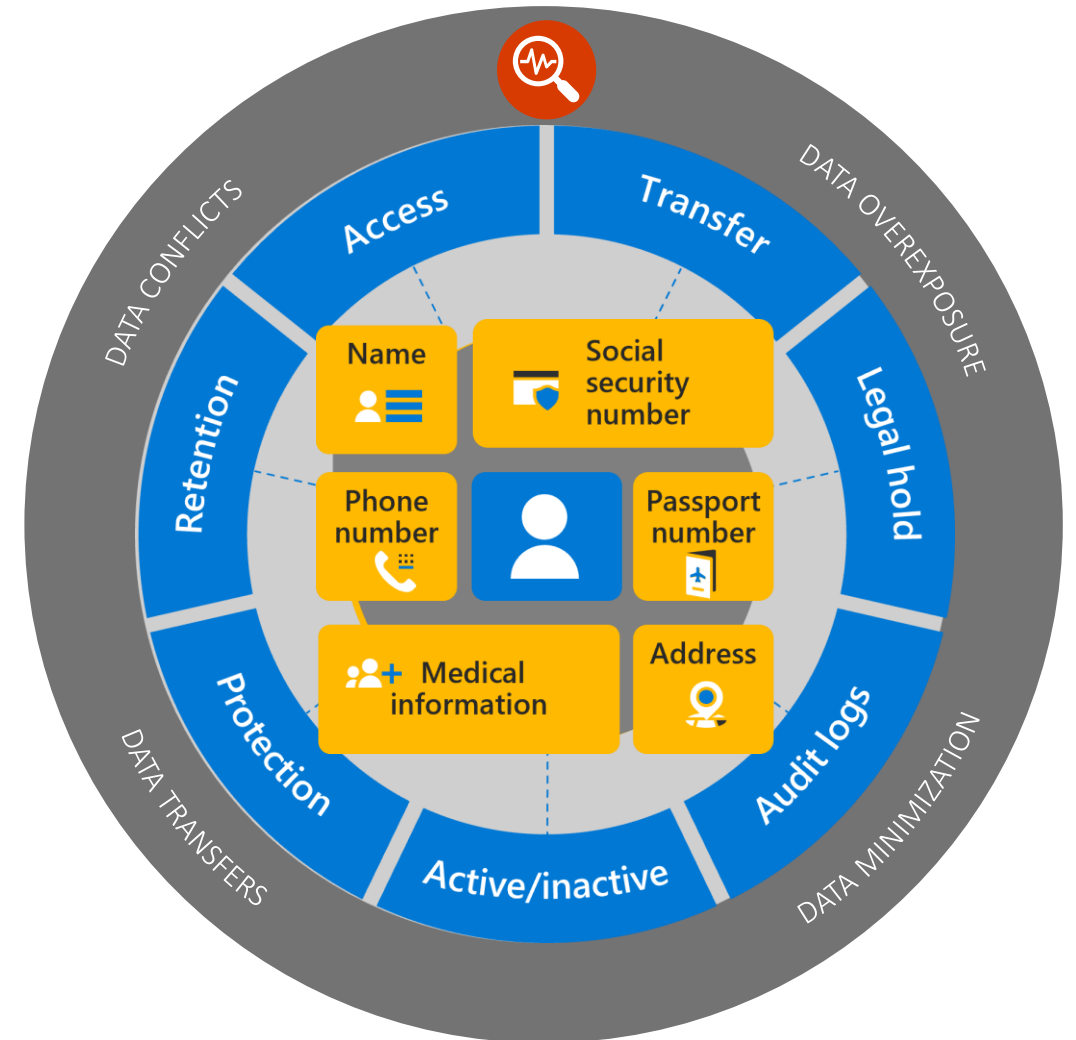 DATA CONFLICTS
DATA OVEREXPOSURE
Access
Transfer
Retention
Legal hold
Name
Social
security
number
Phone
number
Passport
number
Medical
information
Address
Protection
Audit logs
Active/inactive
DATA TRANSFERS
DATA MINIMIZATION